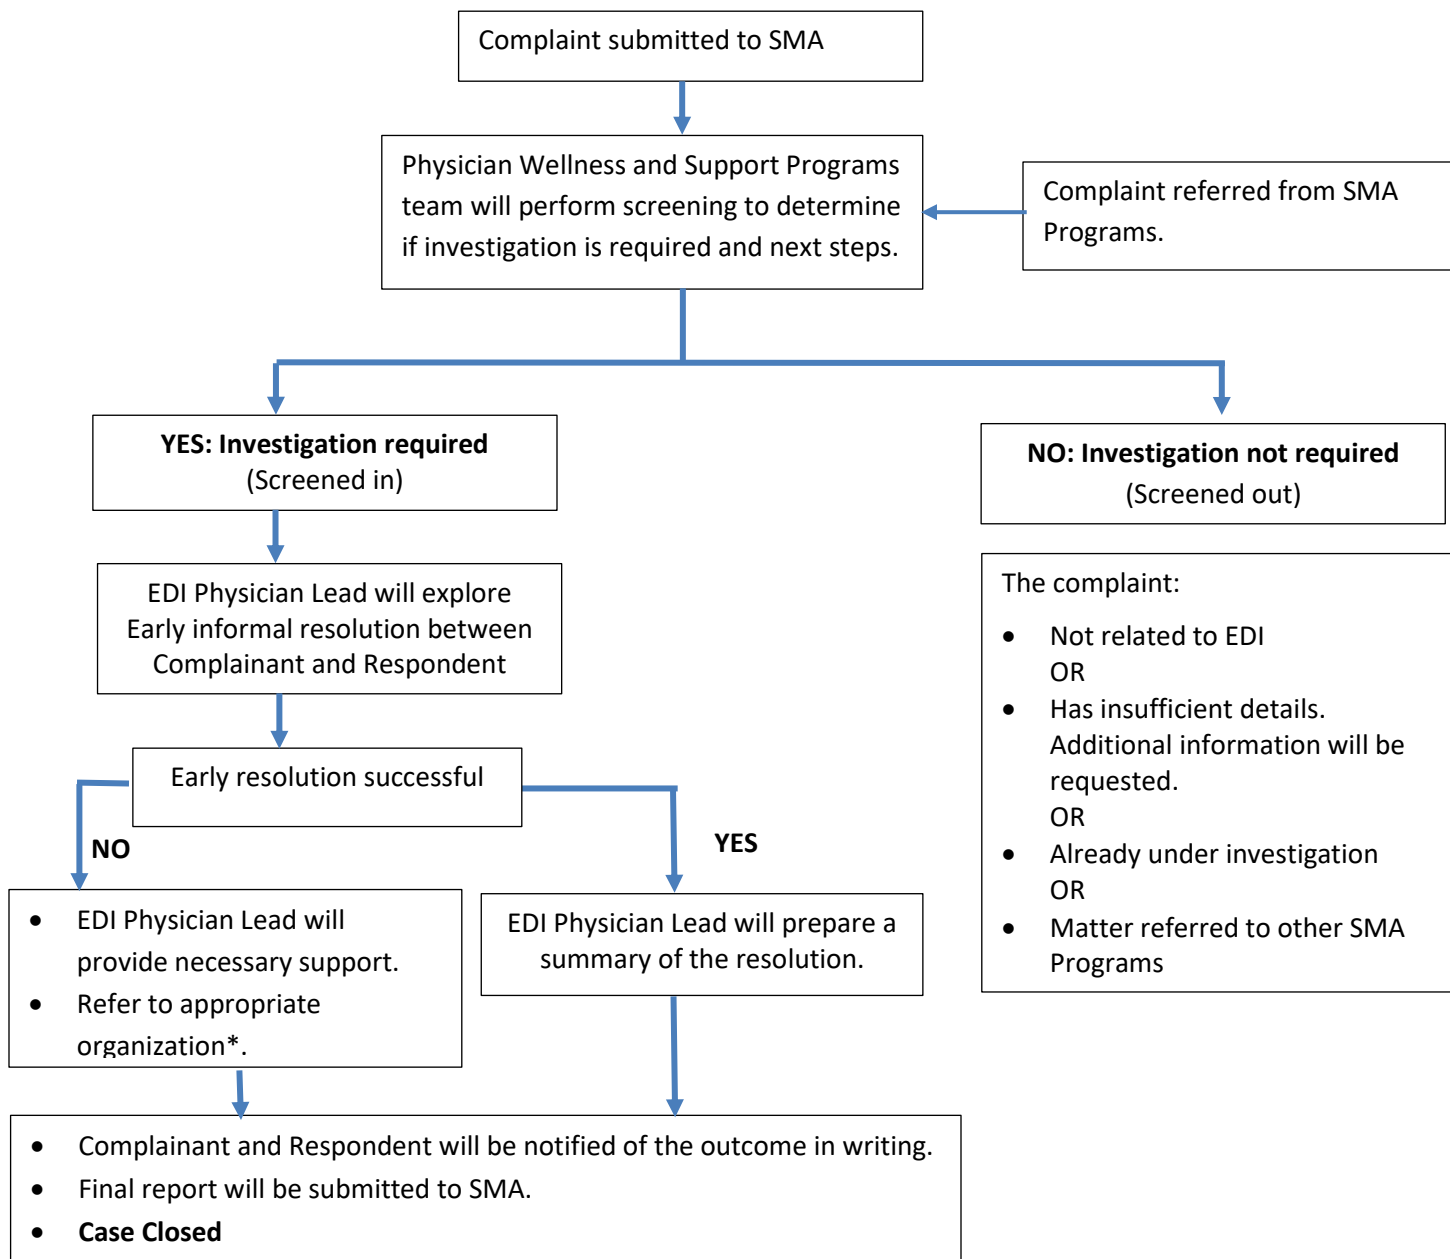 Complaint submitted to SMA
Physician Wellness and Support Programs
team will perform screening to determine
if investigation is required and next steps.
Complaint referred from SMA
Programs.
YES: Investigation required
(Screened in)
NO: Investigation not required
(Screened out)
EDI Physician Lead will explore
Early informal resolution between
Complainant and Respondent
The complaint:
• Not related to EDI
OR
• Has insufficient details.
Additional information will be
requested.
OR
• Already under investigation
OR
• Matter referred to other SMA
Programs
Early resolution successful
NO
YES
• EDI Physician Lead will
provide necessary support.
• Refer to appropriate
organization*.
EDI Physician Lead will prepare a
summary of the resolution.
• Complainant and Respondent will be notified of the outcome in writing.
• Final report will be submitted to SMA.
• Case Closed